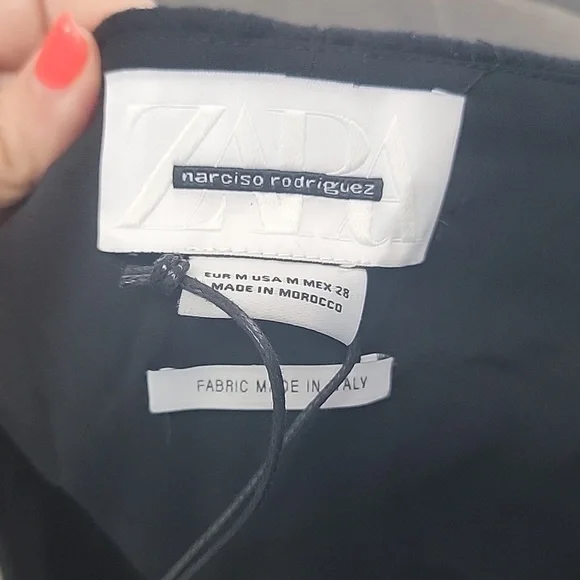 ZARA
narciso rodriguez
EUR M USA M MEX 28
MADE IN MOROCCO
FABRIC MADE IN ITALY